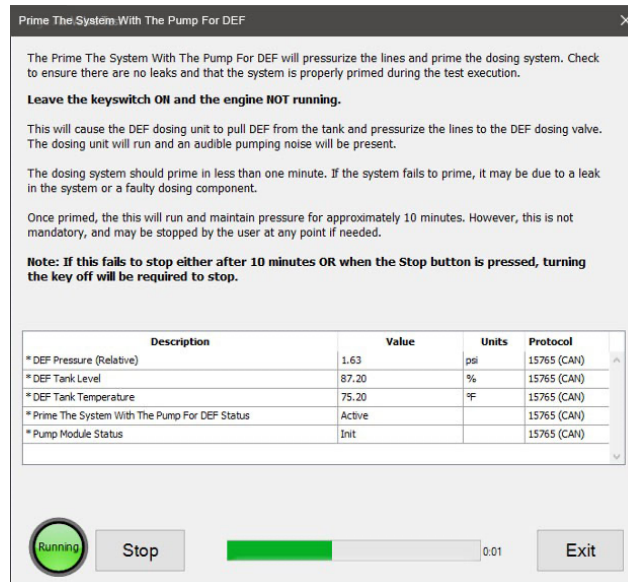 Prime The System With The Pump For DEF
The Prime The System With The Pump For DEF will pressurize the lines and prime the dosing system. Check
to ensure there are no leaks and that the system is properly primed during the test execution.
Leave the keyswitch ON and the engine NOT running.
This will cause the DEF dosing unit to pull DEF from the tank and pressurize the lines to the DEF dosing valve.
The dosing unit will run and an audible pumping noise will be present.
The dosing system should prime in less than one minute. If the system fails to prime, it may be due to a leak
in the system or a faulty dosing component.
Once primed, the this will run and maintain pressure for approximately 10 minutes. However, this is not
mandatory, and may be stopped by the user at any point if needed.
Note: If this fails to stop either after 10 minutes OR when the Stop button is pressed, turning
the key off will be required to stop.
Description Value Units Protocol
* DEF Pressure (Relative) 1.63 psi 15765 (CAN)
* DEF Tank Level 87.20 % 15765 (CAN)
* DEF Tank Temperature 75.20 °F 15765 (CAN)
* Prime The System With The Pump For DEF Status Active 15765 (CAN)
* Pump Module Status Init 15765 (CAN)
Running Stop 0:01 Exit